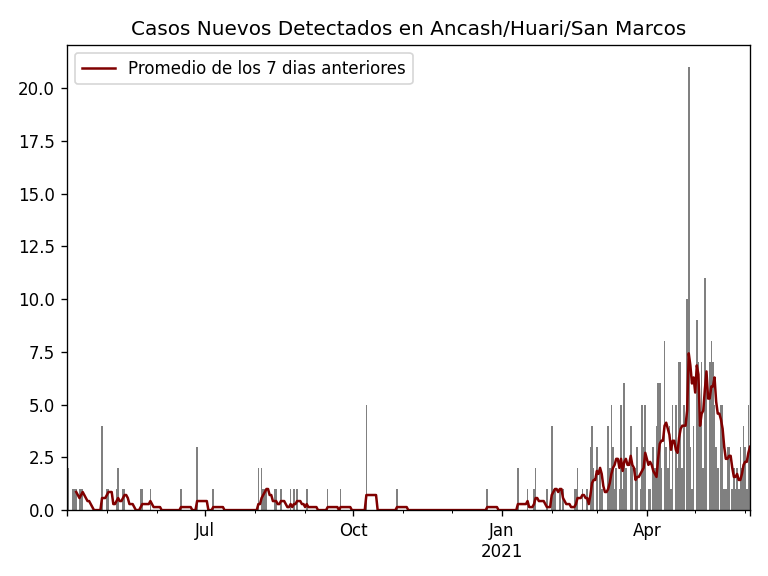 Casos Nuevos Detectados en Ancash/Huari/San Marcos
Promedio de los 7 dias anteriores
20.0
17.5
15.0
12.5
10.0
7.5
5.0
2.5
0.0
Jul
Oct
Jan
2021
Apr